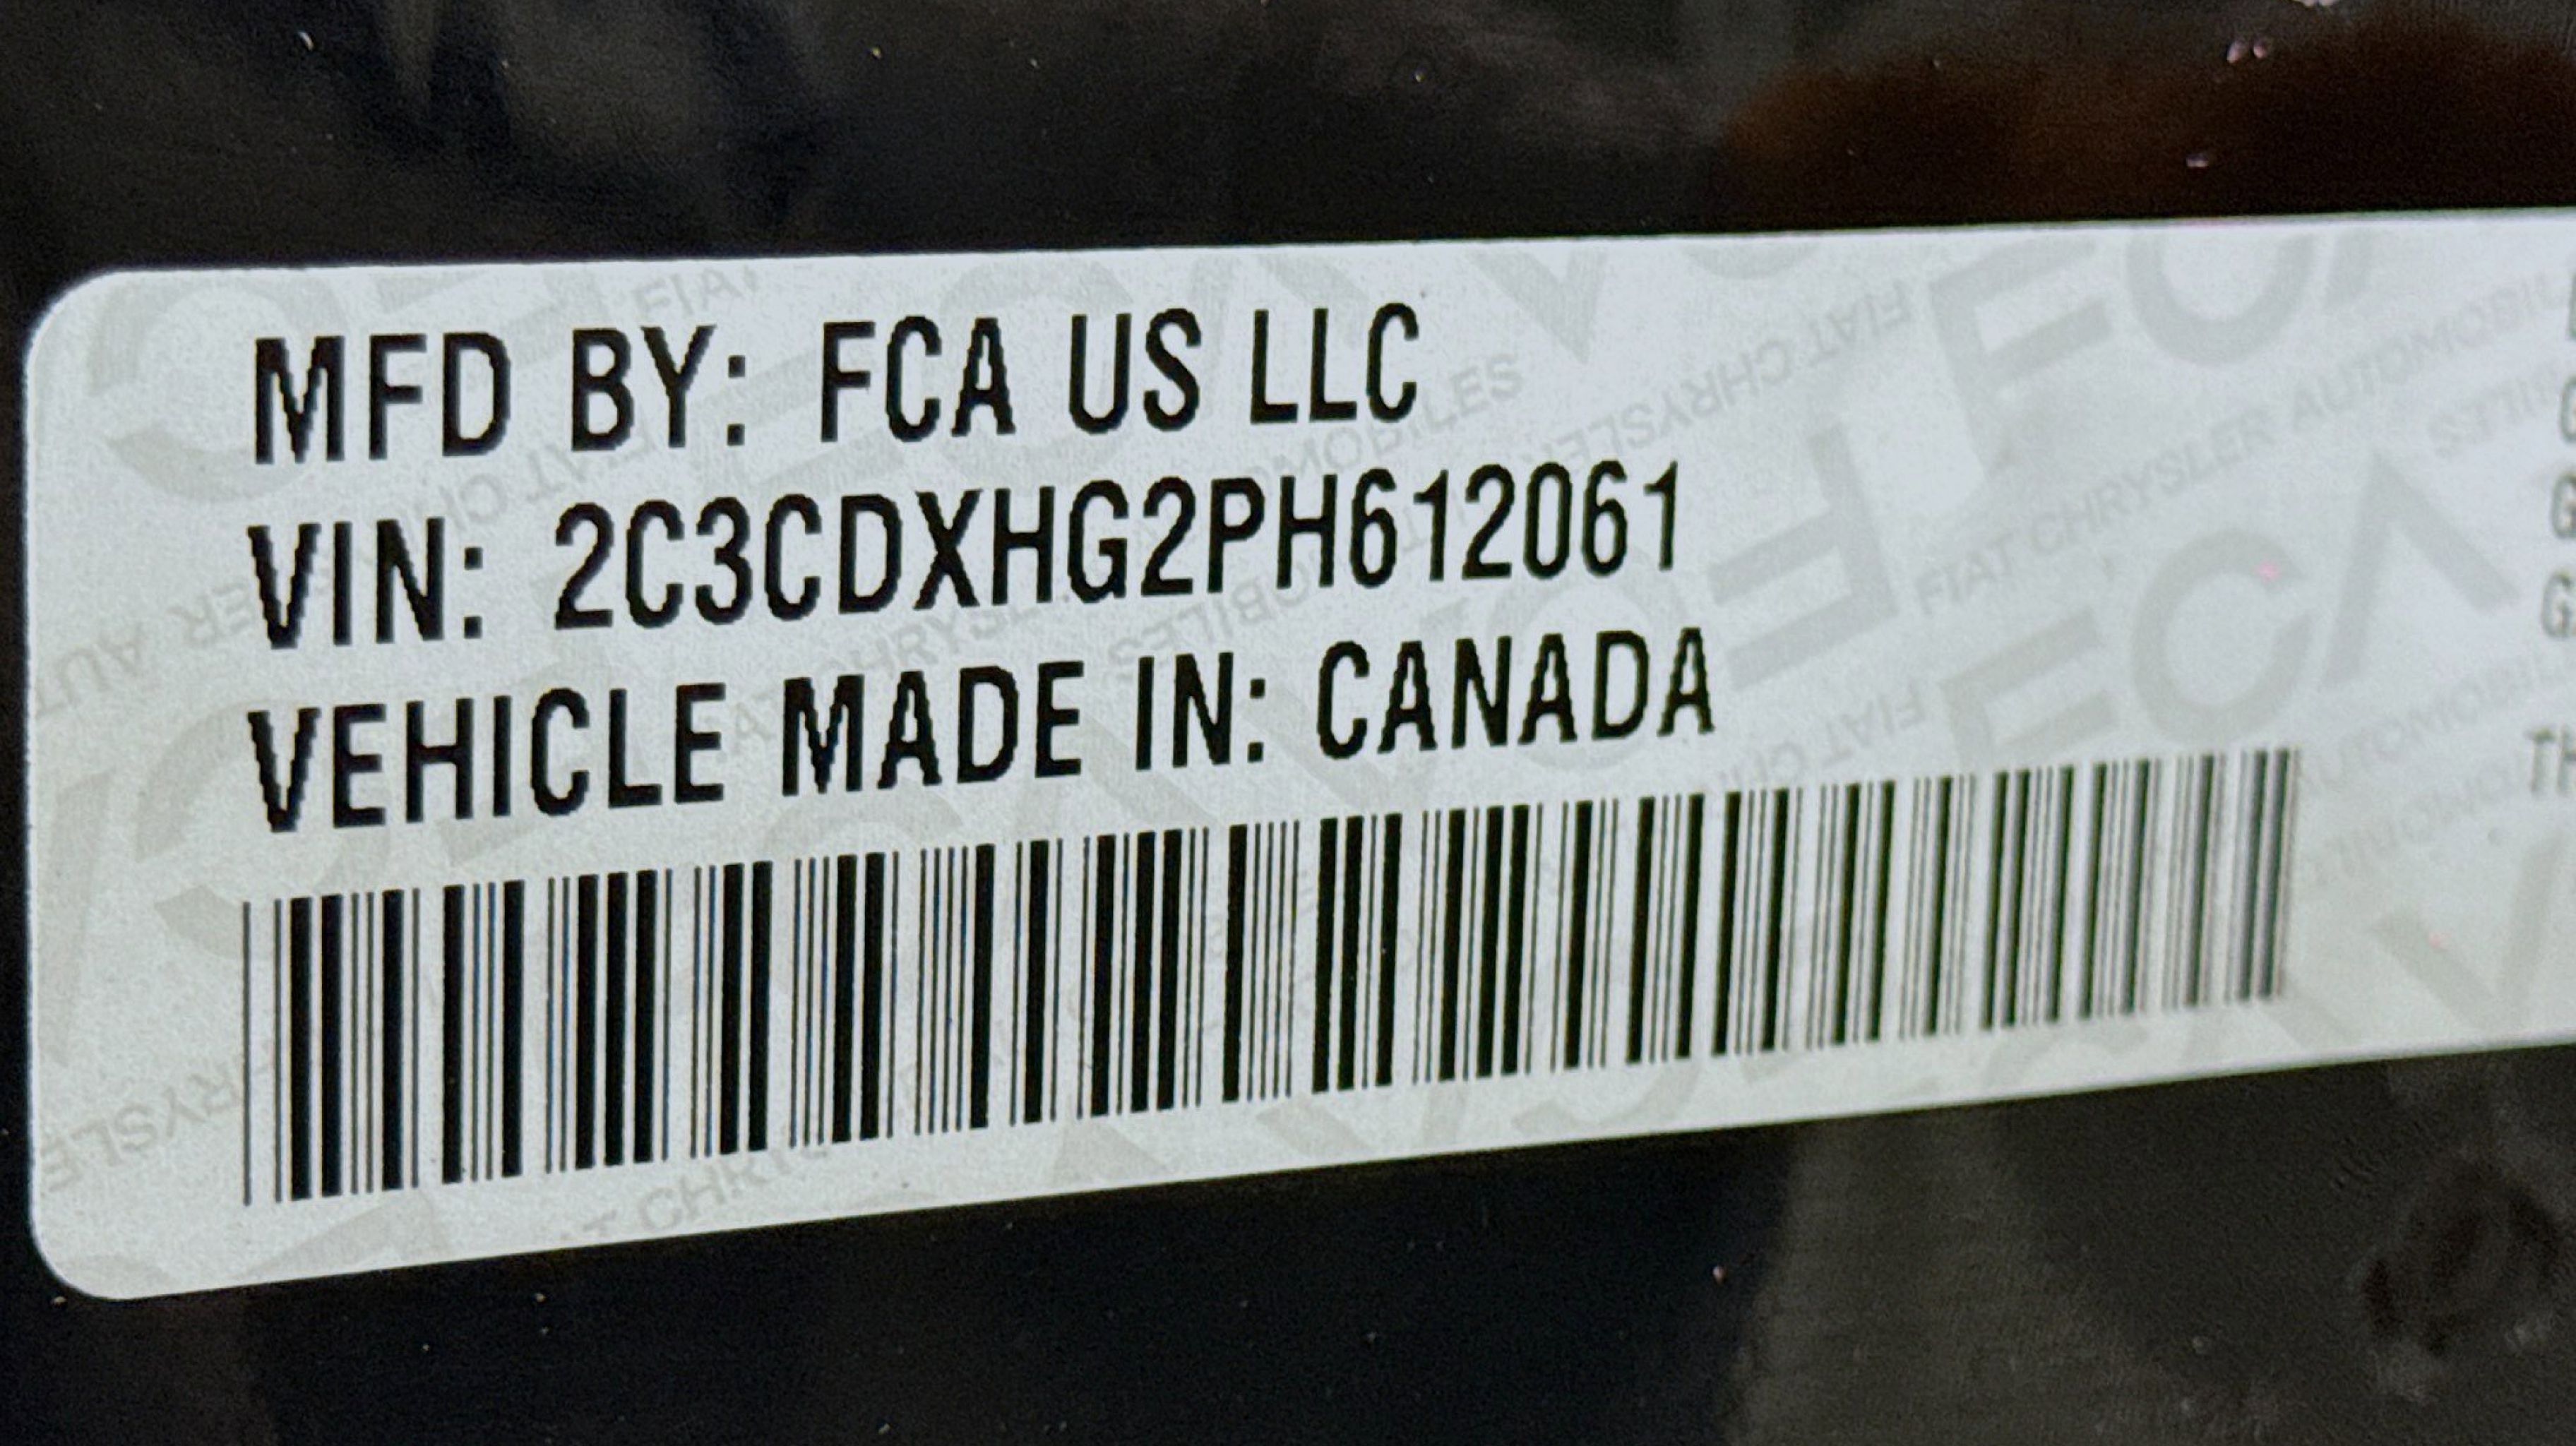 MFD BY: FCA US LLC
VIN: 2C3CDXHG2PH612061
VEHICLE MADE IN: CANADA